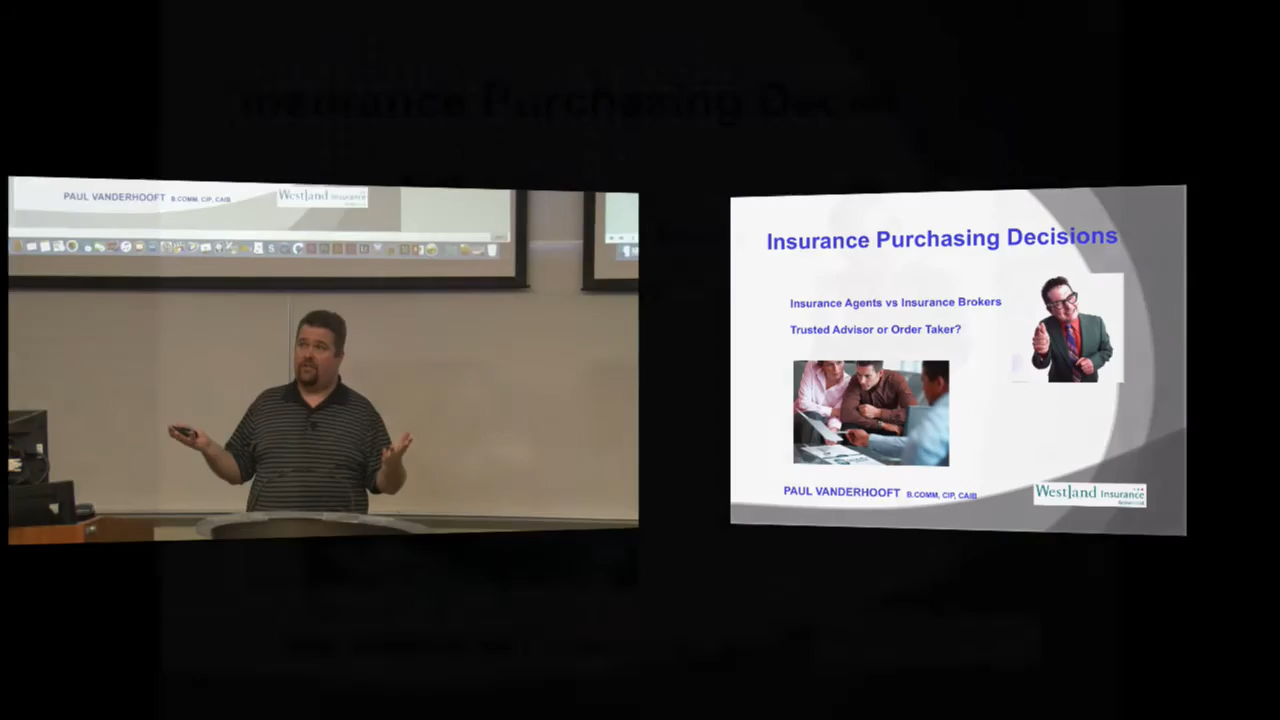 PAUL VANDERHOOFT B.COMM, CIP, CAIB
Westland Insurance
Insurance Purchasing Decisions
Insurance Agents vs Insurance Brokers
Trusted Advisor or Order Taker?
PAUL VANDERHOOFT B.COMM, CIP, CAIB
Westland Insurance